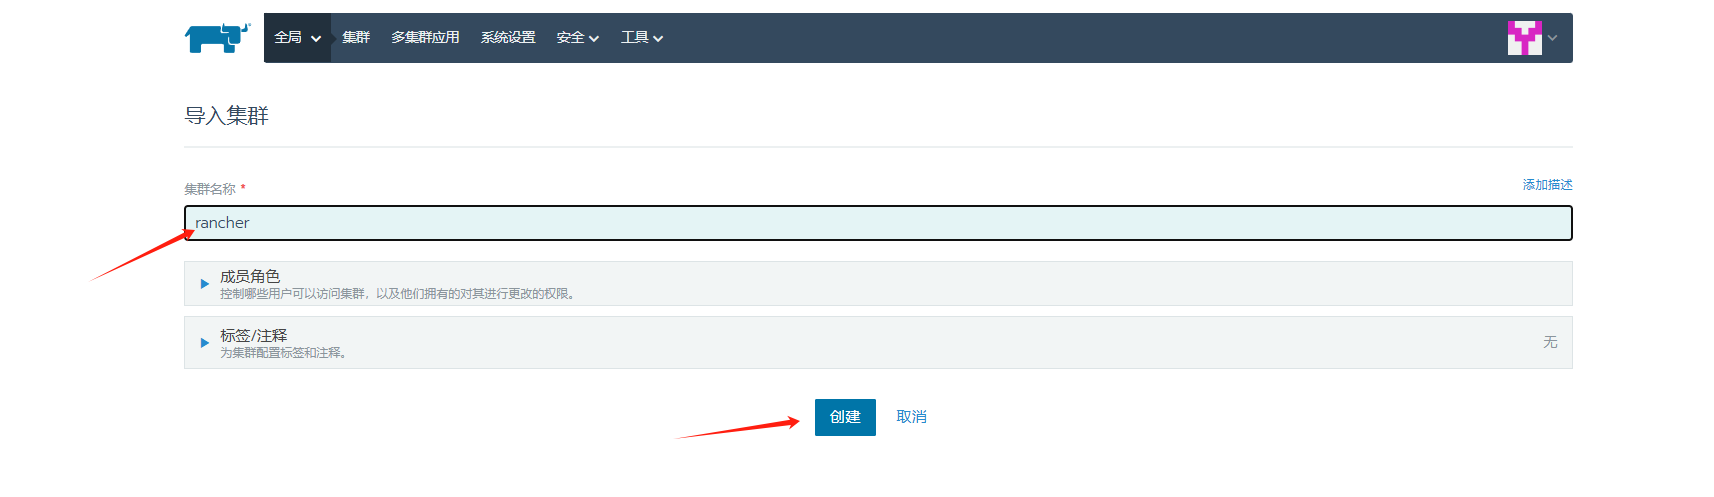 全局 集群 多集群应用 系统设置 安全 工具
导入集群
集群名称 *
添加描述
rancher
成员角色
控制哪些用户可以访问集群，以及他们拥有的对其进行更改的权限。
标签/注释
为集群配置标签和注释。
无
创建 取消